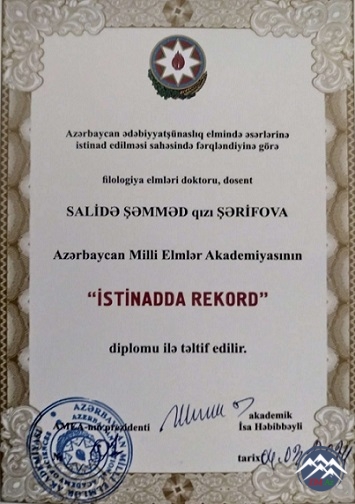 Azərbaycan ədəbiyyatşünaslıq elmində əsərlərinə
istinad edilməsi sahəsində fərqləndiyinə görə
filologiya elmləri doktoru, dosent
SALİDƏ ŞƏMMƏD qızı ŞƏRİFOVA
Azərbaycan Milli Elmlər Akademiyasının
“İSTİNADDA REKORD”
diplomu ilə təltif edilir.
AMEA-nın prezidenti
akademik
İsa Həbibbəyli
tarix